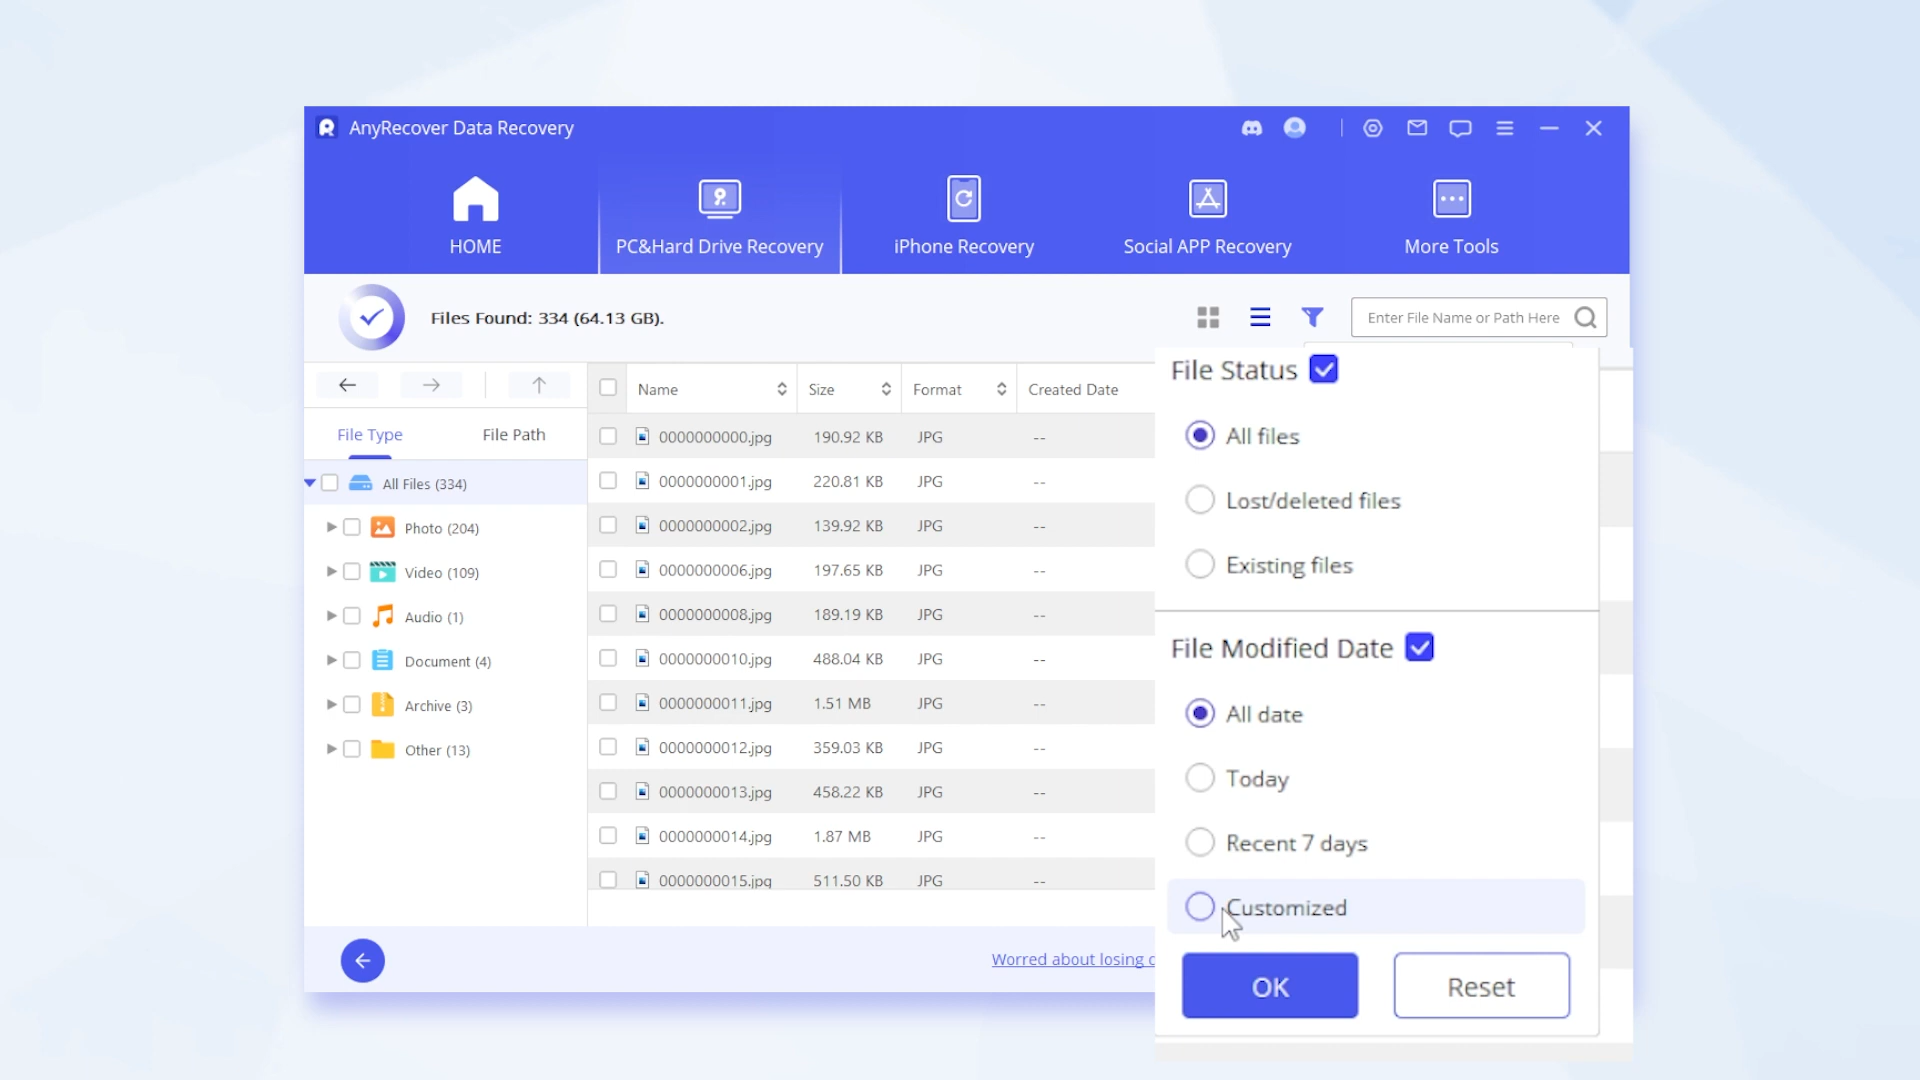 AnyRecover Data Recovery
HOME
PC&Hard Drive Recovery
iPhone Recovery
Social APP Recovery
More Tools
Files Found: 334 (64.13 GB).
Enter File Name or Path Here
File Type
File Path
All Files (334)
Photo (204)
Video (109)
Audio (1)
Document (4)
Archive (3)
Other (13)
Name Size Format Created Date
0000000000.jpg 190.92 KB JPG --
0000000001.jpg 220.81 KB JPG --
0000000002.jpg 139.92 KB JPG --
0000000006.jpg 197.65 KB JPG --
0000000008.jpg 189.19 KB JPG --
0000000010.jpg 488.04 KB JPG --
0000000011.jpg 1.51 MB JPG --
0000000012.jpg 359.03 KB JPG --
0000000013.jpg 458.22 KB JPG --
0000000014.jpg 1.87 MB JPG --
0000000015.jpg 511.50 KB JPG --
File Status
All files
Lost/deleted files
Existing files
File Modified Date
All date
Today
Recent 7 days
Customized
OK
Reset
Worred about losing